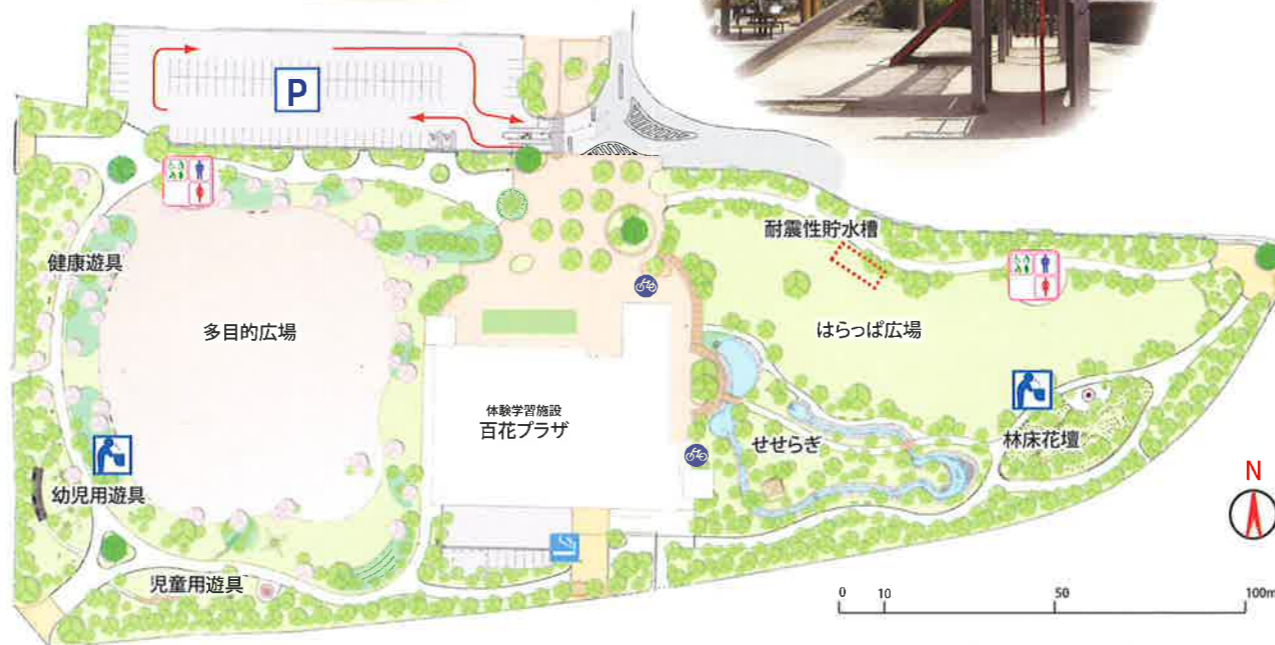 P
耐震性貯水槽
健康遊具
多目的広場
はらっぱ広場
体験学習施設
百花プラザ
せせらぎ
林床花壇
幼児用遊具
児童用遊具
N
0 10 50 100m